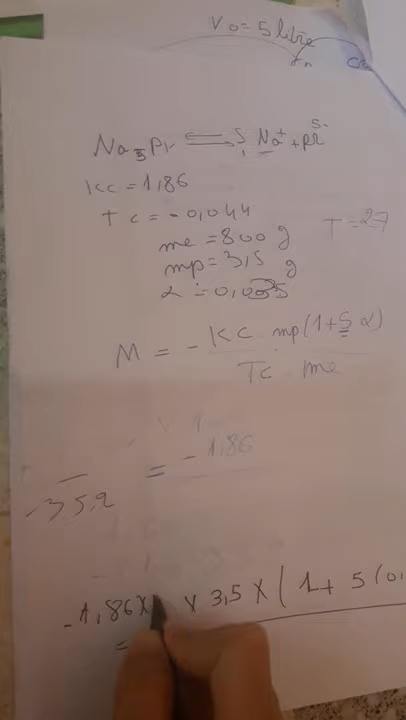 V0 = 5 litre
Na5Pr ⇌ 5 Na+ + Pr5-
Kc = 1,86
Tc = -0,044
T = 27
me = 800 g
mp = 3,5 g
α = 0,035
M = - Kc . mp (1 + 5 α) / Tc . me
= -1,86
-35,2
-1,86 X
x 3,5 X ( 1 + 5 (0,
=